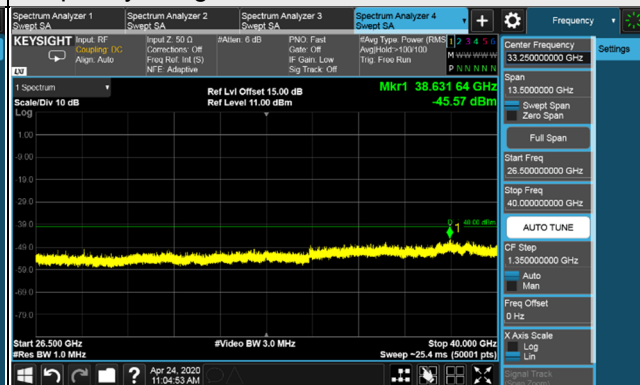 Spectrum Analyzer 1
Swept SA
Spectrum Analyzer 2
Swept SA
Spectrum Analyzer 3
Swept SA
Spectrum Analyzer 4
Swept SA
Frequency
KEYSIGHT
Input: RF
Coupling: DC
Align: Auto
Input Z: 50 Ω
Corrections: Off
Freq Ref: Int (S)
NFE: Adaptive
#Atten: 6 dB
PNO: Fast
Gate: Off
IF Gain: Low
Sig Track: Off
#Avg Type: Power (RMS
Avg|Hold:>100/100
Trig: Free Run
1 2 3 4 5 6
M W W W W W
P N N N N N
LXI
1 Spectrum
Scale/Div 10 dB
Log
Ref Lvl Offset 15.00 dB
Ref Level 11.00 dBm
Mkr1 38.631 64 GHz
-45.57 dBm
1.00
-9.00
-19.0
-29.0
-39.0
-49.0
-59.0
-69.0
-79.0
1
Start 26.500 GHz
#Res BW 1.0 MHz
#Video BW 3.0 MHz
Stop 40.000 GHz
Sweep ~25.4 ms (50001 pts)
Apr 24, 2020
11:04:53 AM
Center Frequency
33.250000000 GHz
Settings
Span
13.5000000 GHz
Swept Span
Zero Span
Full Span
Start Freq
26.500000000 GHz
Stop Freq
40.000000000 GHz
AUTO TUNE
CF Step
1.350000000 GHz
Auto
Man
Freq Offset
0 Hz
X Axis Scale
Log
Lin
Signal Track